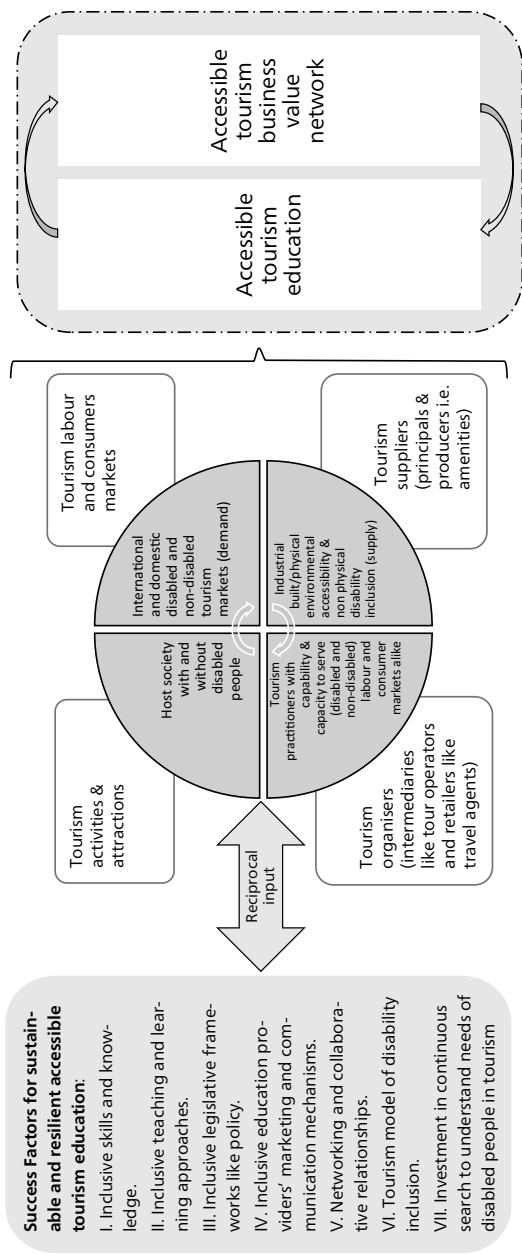 Success Factors for sustain-
able and resilient accessible
tourism education:
I. Inclusive skills and know-
ledge.
II. Inclusive teaching and lear-
ning approaches.
III. Inclusive legislative frame-
works like policy.
IV. Inclusive education pro-
viders’ marketing and com-
munication mechanisms.
V. Networking and collabora-
tive relationships.
VI. Tourism model of disability
inclusion.
VII. Investment in continuous
search to understand needs of
disabled people in tourism
Reciprocal
input
Tourism
activities &
attractions
Tourism labour
and consumers
markets
Host society
with and
without
disabled
people
International
and domestic
disabled and
non-disabled
tourism
markets (demand)
Tourism
practitioners with
capability &
capacity to serve
(disabled and
non-disabled)
labour and
consumer
markets alike
Industrial
built/physical
environmental
accessibility &
non physical
disability
inclusion (supply)
Tourism
organisers
(intermediaries
like tour operators
and retailers like
travel agents)
Tourism
suppliers
(principals &
producers i.e.
amenities)
Accessible
tourism
education
Accessible
tourism
business
value
network